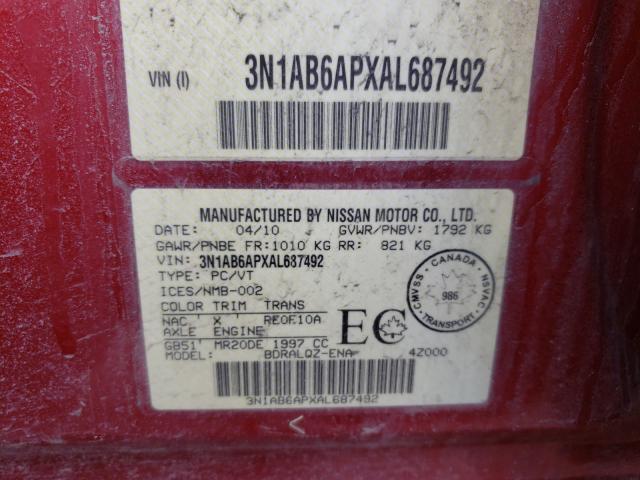 VIN (I) 3N1AB6APXAL687492
MANUFACTURED BY NISSAN MOTOR CO., LTD.
DATE: 04/10 GVWR/PNBV: 1792 KG
GAWR/PNBE FR:1010 KG RR: 821 KG
VIN: 3N1AB6APXAL687492
TYPE: PC/VT
ICES/NMB-002
COLOR TRIM TRANS
NAC X RE0F10A
AXLE ENGINE
GB51 MR20DE 1997 CC
MODEL: BDRALQZ-ENA 4Z000
EC
CMVSS - CANADA - NSVAC
986
TRANSPORT
3N1AB6APXAL687492